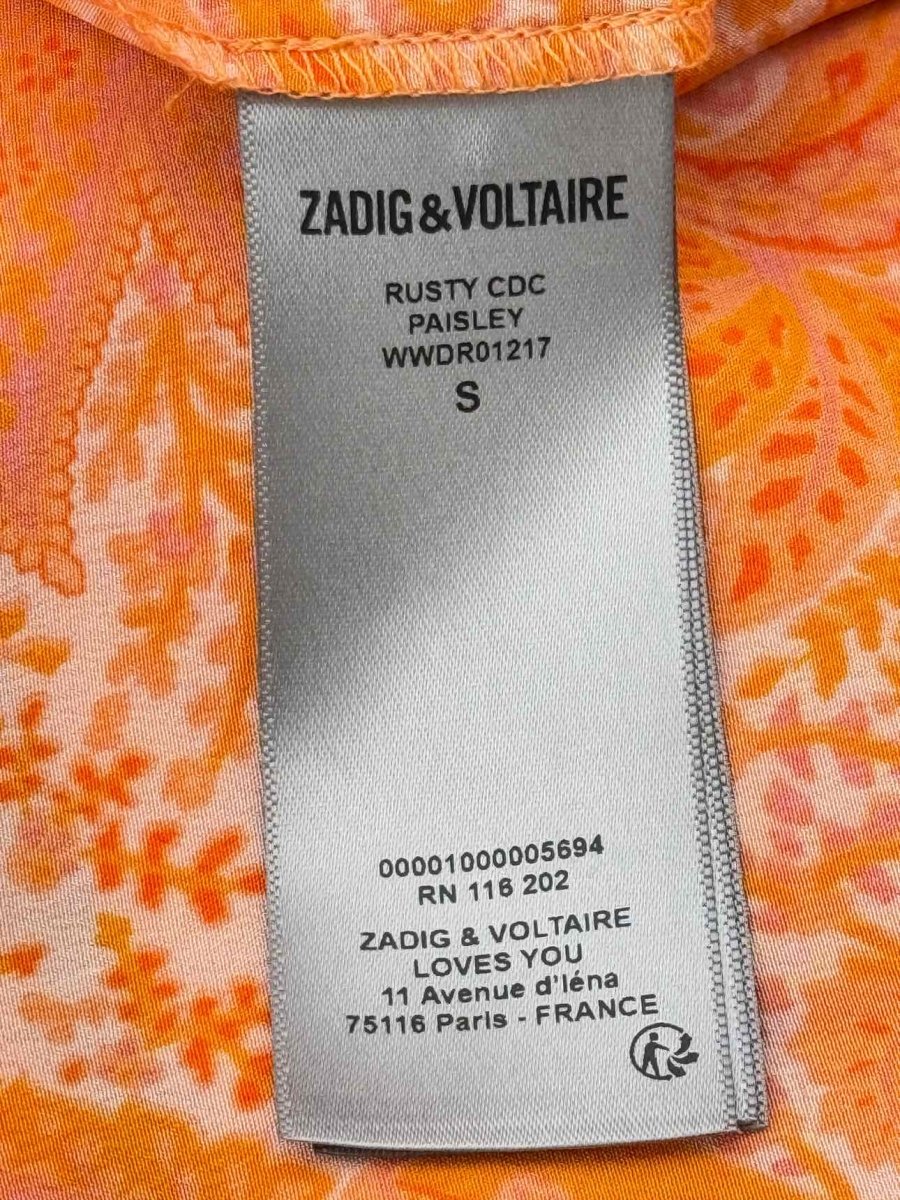 ZADIG&VOLTAIRE
RUSTY CDC
PAISLEY
WWDR01217
S
00001000005694
RN 116 202
ZADIG & VOLTAIRE
LOVES YOU
11 Avenue d'Iéna
75116 Paris - FRANCE